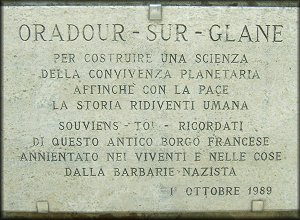 ORADOUR - SUR - GLANE
PER COSTRUIRE UNA SCIENZA
DELLA CONVIVENZA PLANETARIA
AFFINCHÈ CON LA PACE
LA STORIA RIDIVENTI UMANA
SOUVIENS - TOI - RICORDATI
DI QUESTO ANTICO BORGO FRANCESE
ANNIENTATO NEI VIVENTI E NELLE COSE
DALLA BARBARIE NAZISTA
1° OTTOBRE 1989